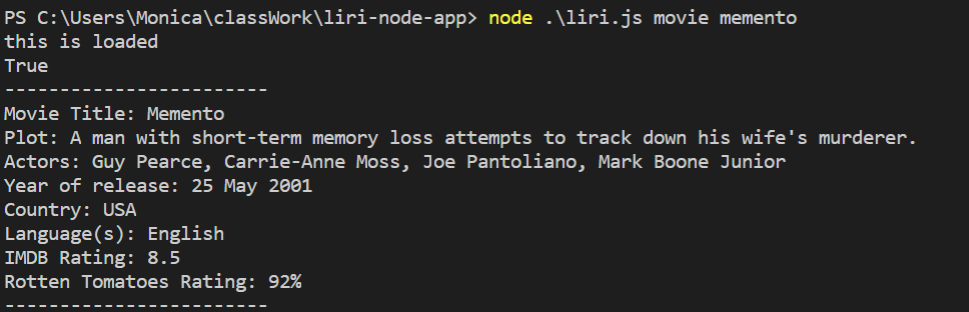 PS C:\Users\Monica\classWork\liri-node-app> node .\liri.js movie memento
this is loaded
True
------------------------
Movie Title: Memento
Plot: A man with short-term memory loss attempts to track down his wife's murderer.
Actors: Guy Pearce, Carrie-Anne Moss, Joe Pantoliano, Mark Boone Junior
Year of release: 25 May 2001
Country: USA
Language(s): English
IMDB Rating: 8.5
Rotten Tomatoes Rating: 92%
------------------------